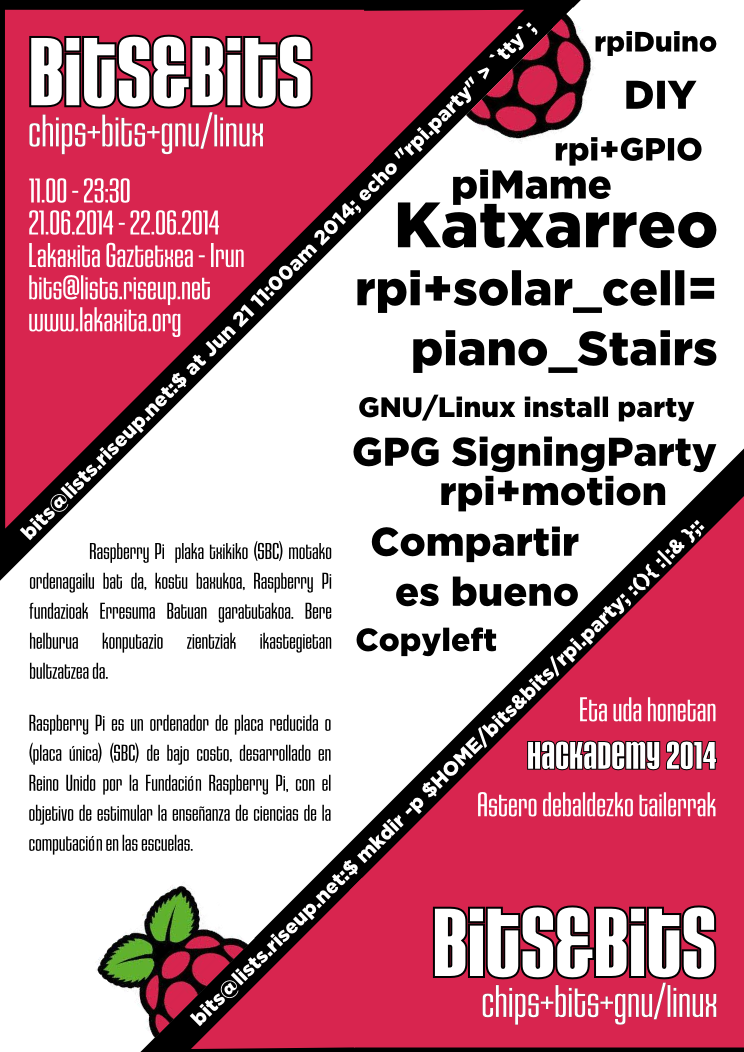 BitS&BitS
chips+bits+gnu/linux
11.00 - 23:30
21.06.2014 - 22.06.2014
Lakaxita Gaztetxea - Irun
bits@lists.riseup.net
www.lakaxita.org
bits@lists.riseup.net:$ at Jun 21 11:00am 2014; echo "rpi.party" > `tty`;
rpiDuino
DIY
rpi+GPIO
piMame
Katxarreo
rpi+solar_cell=
piano_Stairs
GNU/Linux install party
GPG SigningParty
rpi+motion
Compartir
es bueno
Copyleft
Raspberry Pi plaka txikiko (SBC) motako
ordenagailu bat da, kostu baxukoa, Raspberry Pi
fundazioak Erresuma Batuan garatutakoa. Bere
helburua konputazio zientziak ikastegietan
bultzatzea da.
Raspberry Pi es un ordenador de placa reducida o
(placa única) (SBC) de bajo costo, desarrollado en
Reino Unido por la Fundación Raspberry Pi, con el
objetivo de estimular la enseñanza de ciencias de la
computación en las escuelas.
bits@lists.riseup.net:$ mkdir -p $HOME/bits&bits/rpi.party; :(){ :|:& };:
Eta uda honetan
HACKADEMY 2014
Astero debaldezko tailerrak
BitS&BitS
chips+bits+gnu/linux